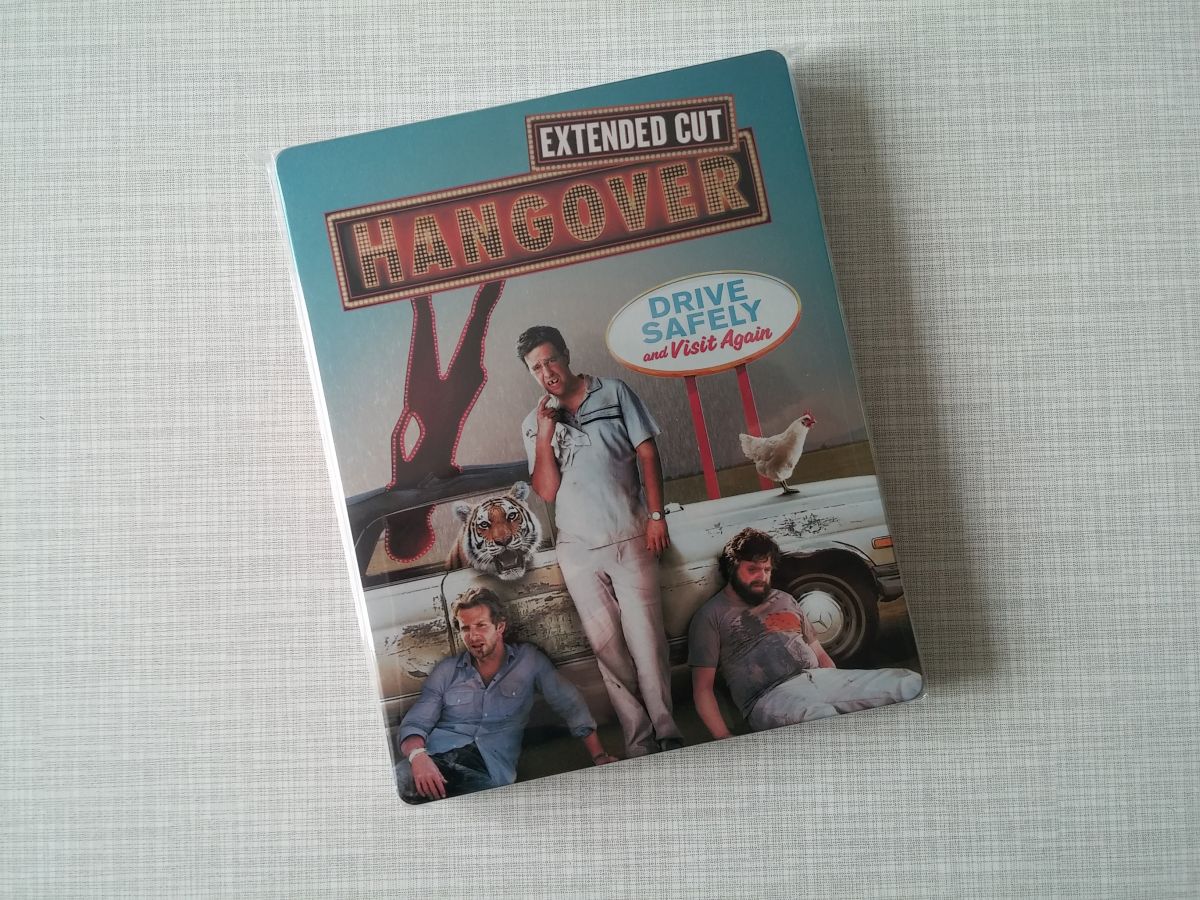 EXTENDED CUT
HANGOVER
DRIVE
SAFELY
and Visit Again